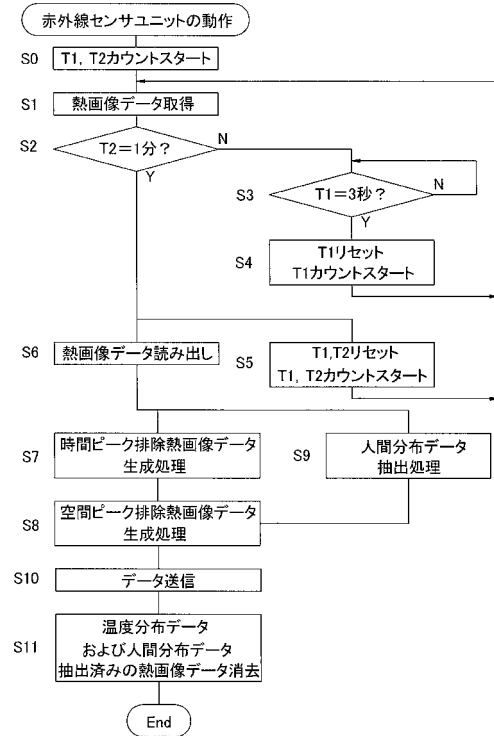 赤外線センサユニットの動作
S0
T1, T2カウントスタート
S1
熱画像データ取得
S2
T2=1分?
N
Y
S3
T1=3秒?
N
Y
S4
T1リセット
T1カウントスタート
S6
熱画像データ読み出し
S5
T1,T2リセット
T1, T2カウントスタート
S7
時間ピーク排除熱画像データ
生成処理
S9
人間分布データ
抽出処理
S8
空間ピーク排除熱画像データ
生成処理
S10
データ送信
S11
温度分布データ
および人間分布データ
抽出済みの熱画像データ消去
End